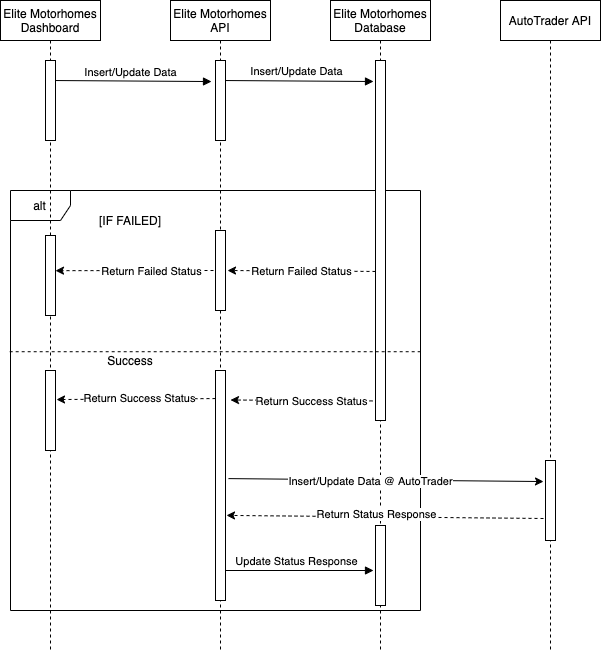 Elite Motorhomes
Dashboard
Elite Motorhomes
API
Elite Motorhomes
Database
AutoTrader API
Insert/Update Data
Insert/Update Data
alt
[IF FAILED]
Return Failed Status
Return Failed Status
Success
Return Success Status
Return Success Status
Insert/Update Data @ AutoTrader
Return Status Response
Update Status Response